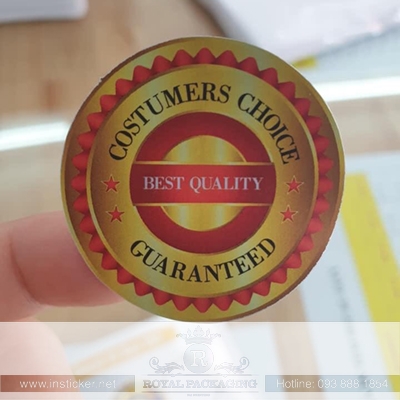 COSTUMERS CHOICE
BEST QUALITY
GUARANTEED
R
www.insticker.net
ROYAL PACKAGING
Hotline: 093.888.1864